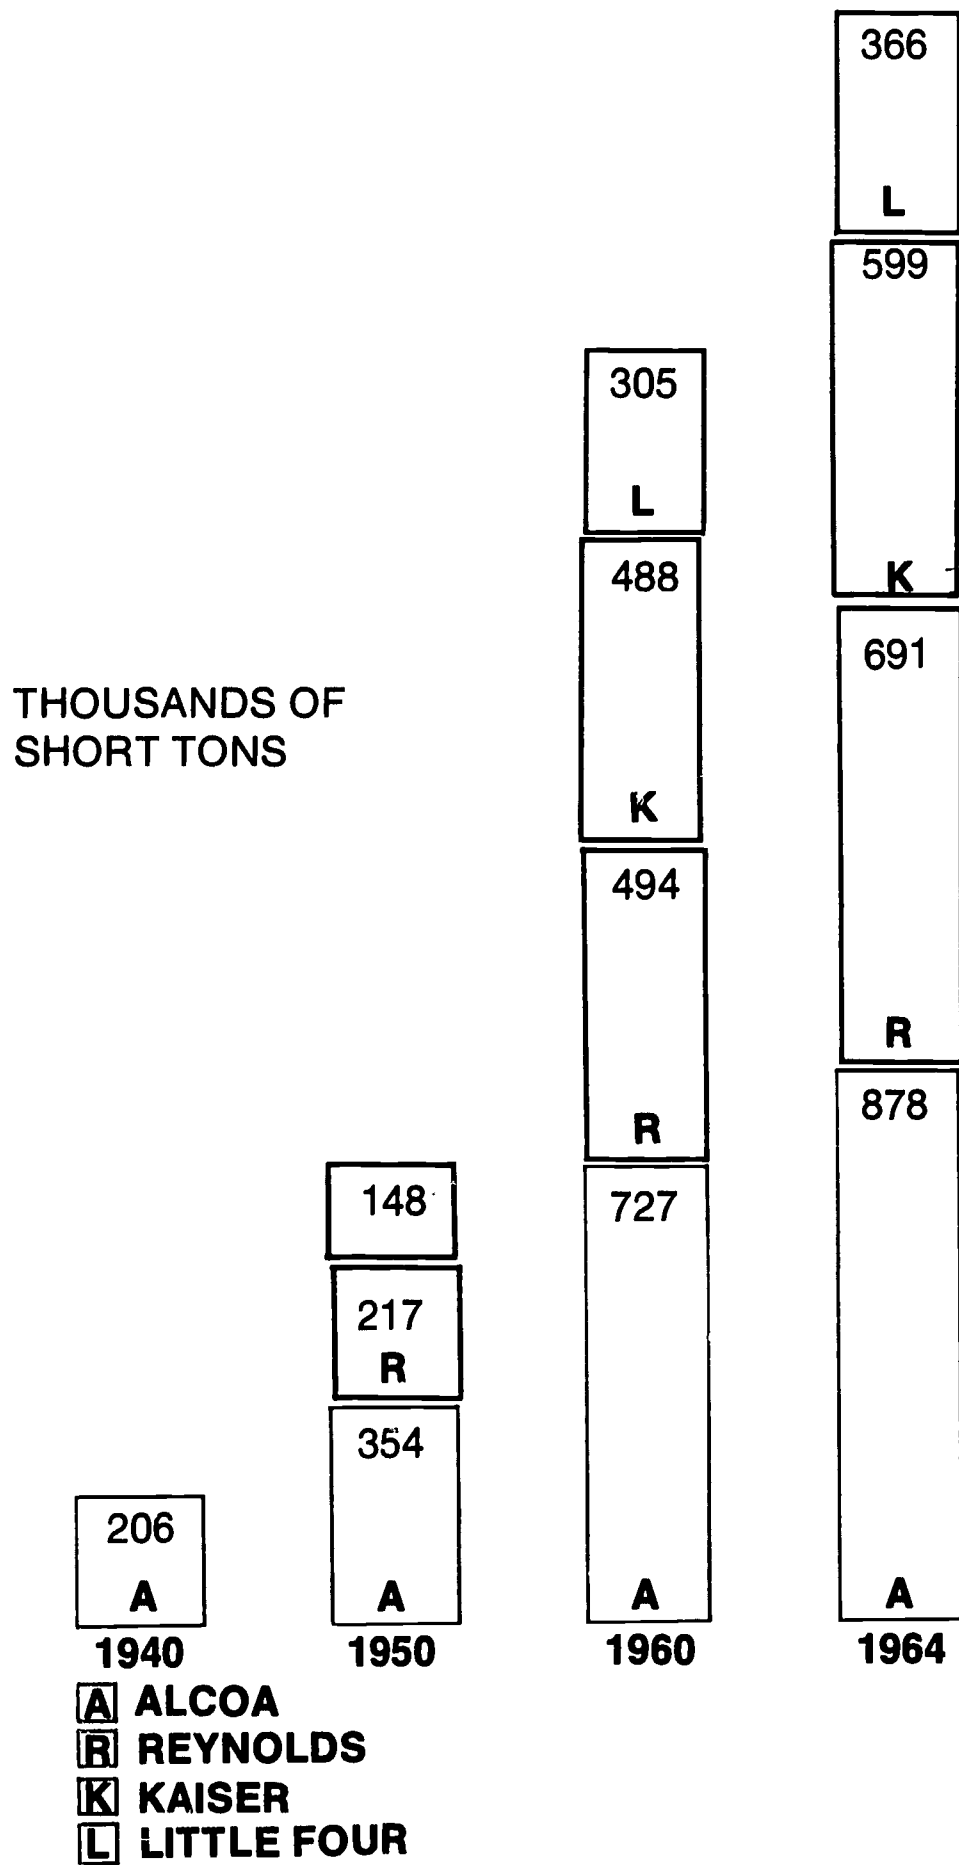 366
L
599
K
305
L
488
K
691
R
THOUSANDS OF
SHORT TONS
494
R
878
A
148
217
R
727
A
354
A
206
A
1940 1950 1960 1964
A ALCOA
R REYNOLDS
K KAISER
L LITTLE FOUR